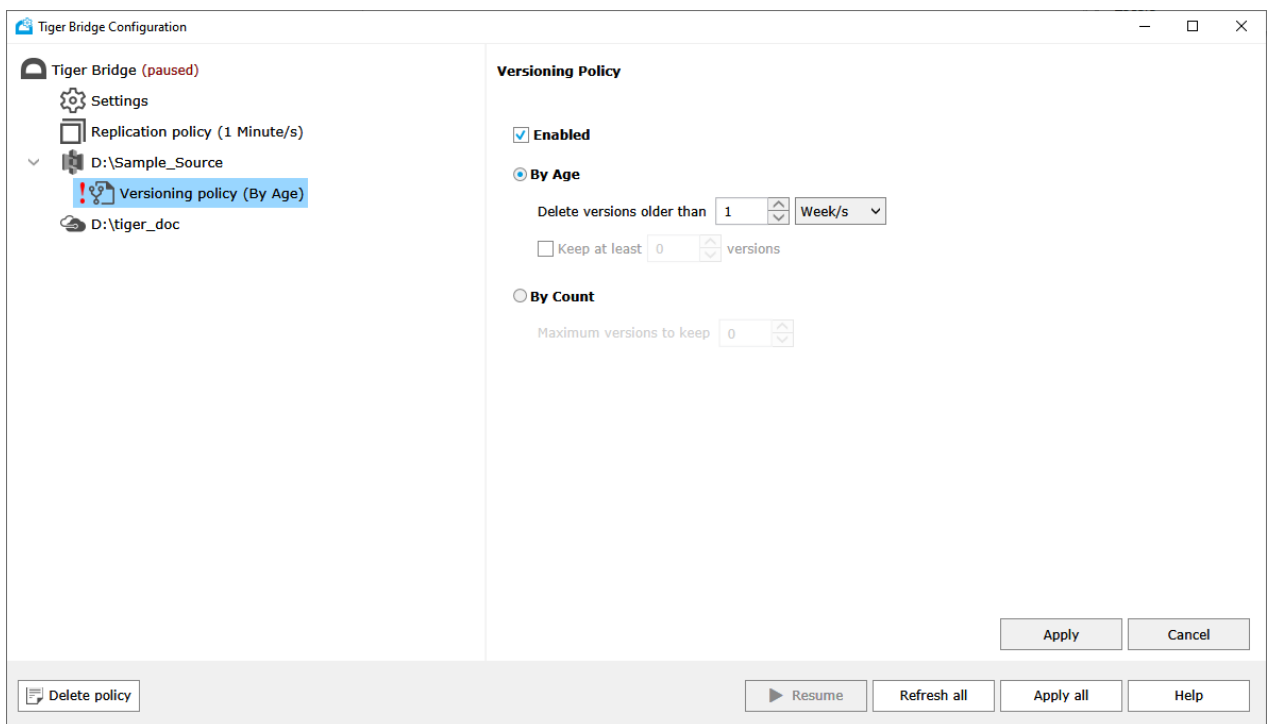 Tiger Bridge Configuration
Tiger Bridge (paused)
Settings
Replication policy (1 Minute/s)
D:\Sample_Source
! Versioning policy (By Age)
D:\tiger_doc
Versioning Policy
Enabled
By Age
Delete versions older than 1 Week/s
Keep at least 0 versions
By Count
Maximum versions to keep 0
Apply Cancel
Delete policy Resume Refresh all Apply all Help